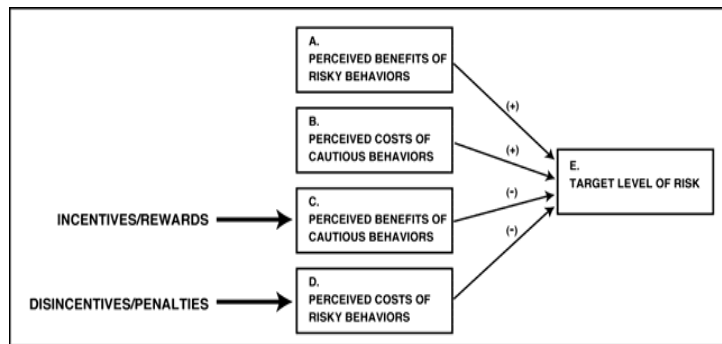 A.
PERCEIVED BENEFITS OF
RISKY BEHAVIORS
(+)
B.
PERCEIVED COSTS OF
CAUTIOUS BEHAVIORS
(+)
E.
TARGET LEVEL OF RISK
INCENTIVES/REWARDS
C.
PERCEIVED BENEFITS OF
CAUTIOUS BEHAVIORS
(-)
DISINCENTIVES/PENALTIES
D.
PERCEIVED COSTS OF
RISKY BEHAVIORS
(-)